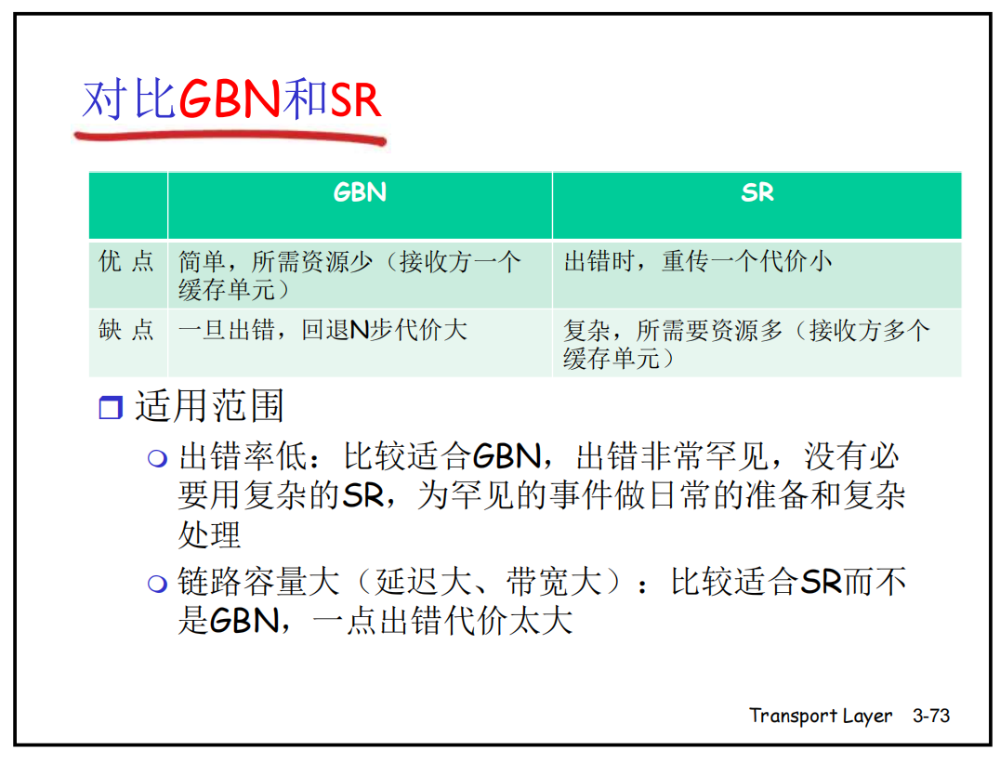 对比GBN和SR
GBN
SR
优 点
简单，所需资源少（接收方一个
缓存单元）
出错时，重传一个代价小
缺 点
一旦出错，回退N步代价大
复杂，所需要资源多（接收方多个
缓存单元）
适用范围
出错率低：比较适合GBN，出错非常罕见，没有必
要用复杂的SR，为罕见的事件做日常的准备和复杂
处理
链路容量大（延迟大、带宽大）：比较适合SR而不
是GBN，一点出错代价太大
Transport Layer 3-73